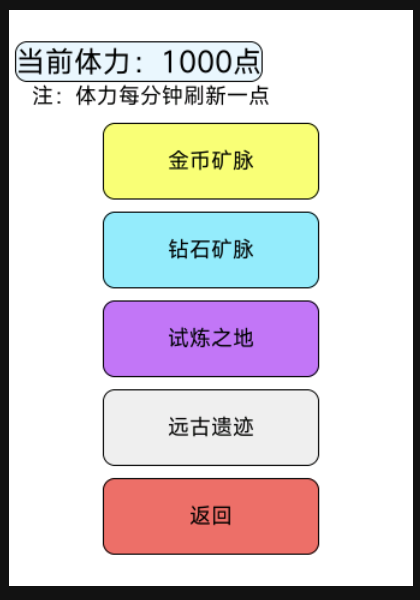 当前体力：1000点
注：体力每分钟刷新一点
金币矿脉
钻石矿脉
试炼之地
远古遗迹
返回